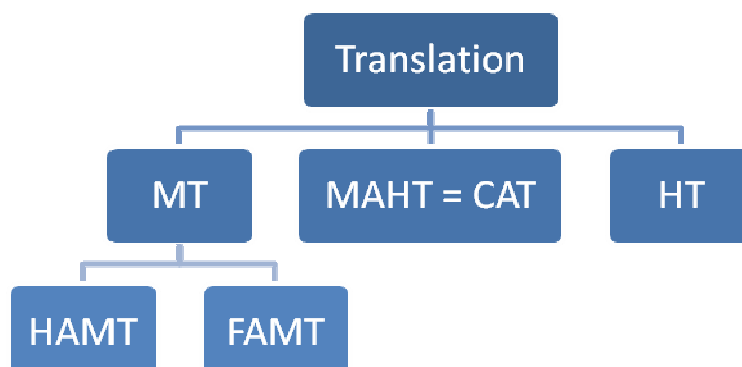 Translation
MT
MAHT = CAT
HT
HAMT
FAMT